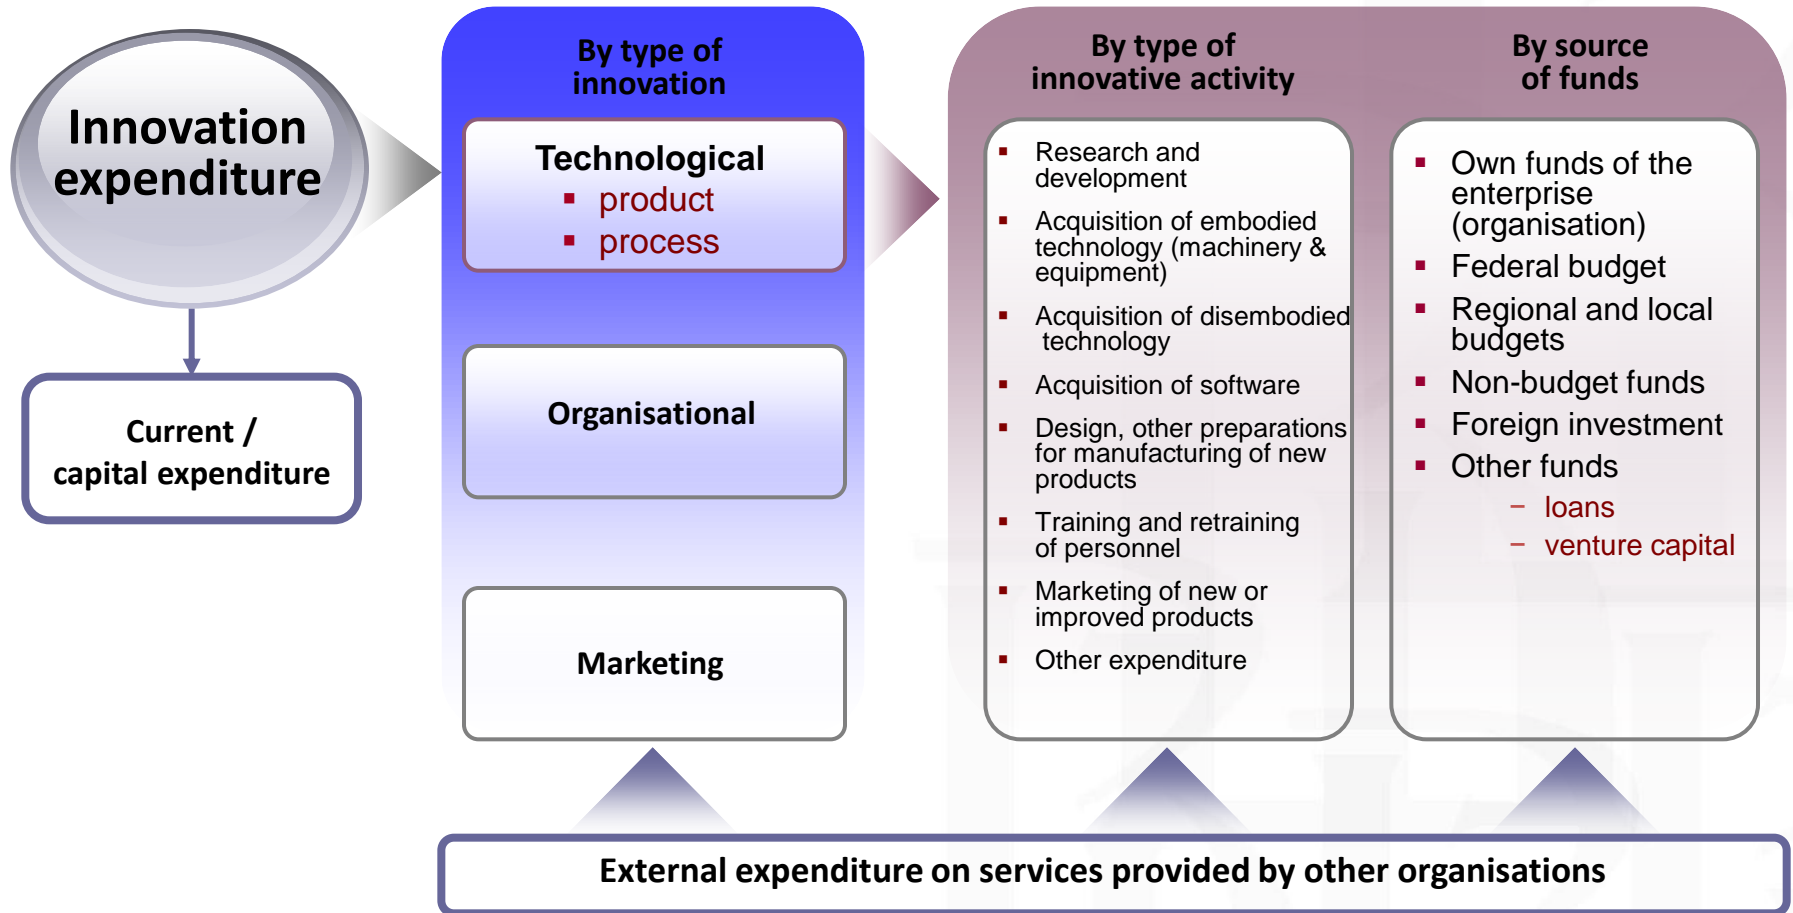 Innovation
expenditure
Current /
capital expenditure
By type of
innovation
Technological
▪ product
▪ process
Organisational
Marketing
By type of
innovative activity
▪ Research and
development
▪ Acquisition of embodied
technology (machinery &
equipment)
▪ Acquisition of disembodied
technology
▪ Acquisition of software
▪ Design, other preparations
for manufacturing of new
products
▪ Training and retraining
of personnel
▪ Marketing of new or
improved products
▪ Other expenditure
By source
of funds
▪ Own funds of the
enterprise
(organisation)
▪ Federal budget
▪ Regional and local
budgets
▪ Non-budget funds
▪ Foreign investment
▪ Other funds
– loans
– venture capital
External expenditure on services provided by other organisations